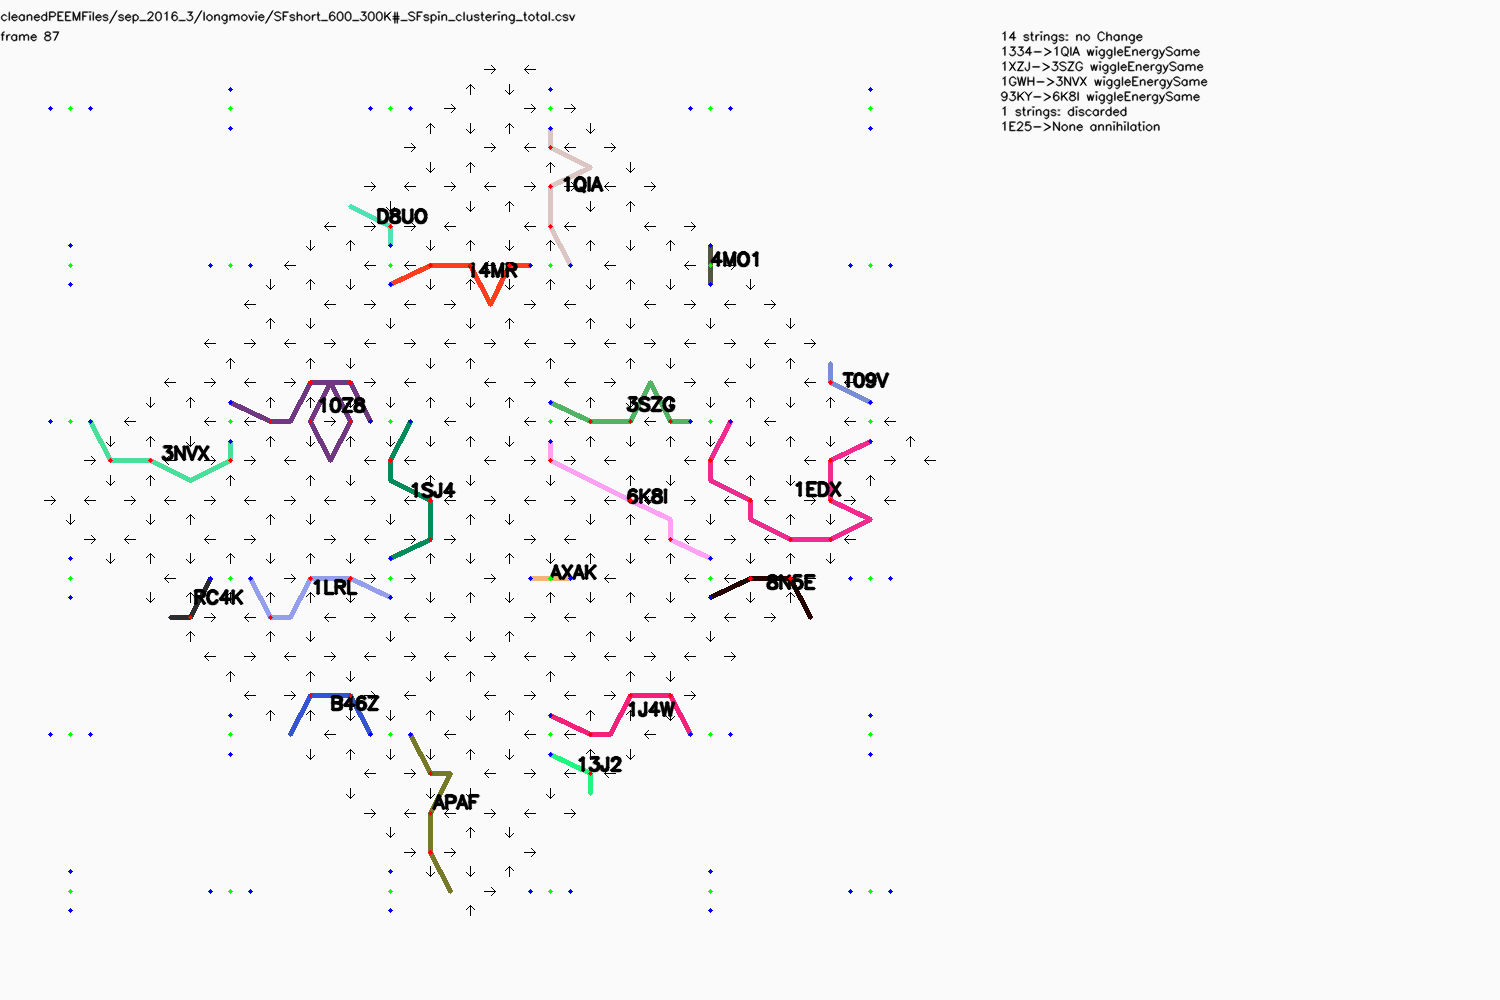 cleanedPEEMFiles/sep_2016_3/longmovie/SFshort_600_300K#_SFspin_clustering_total.csv
frame 87
14 strings: no Change
1334->1QIA wiggleEnergySame
1XZJ->3SZG wiggleEnergySame
1GWH->3NVX wiggleEnergySame
93KY->6K8I wiggleEnergySame
1 strings: discarded
1E25->None annihilation
1QIA
D8UO
4MO1
14MR
T09V
10Z8
3SZG
3NVX
1SJ4
6K8I
1EDX
AXAK
1LRL
8N5E
RC4K
B46Z
1J4W
13J2
APAF